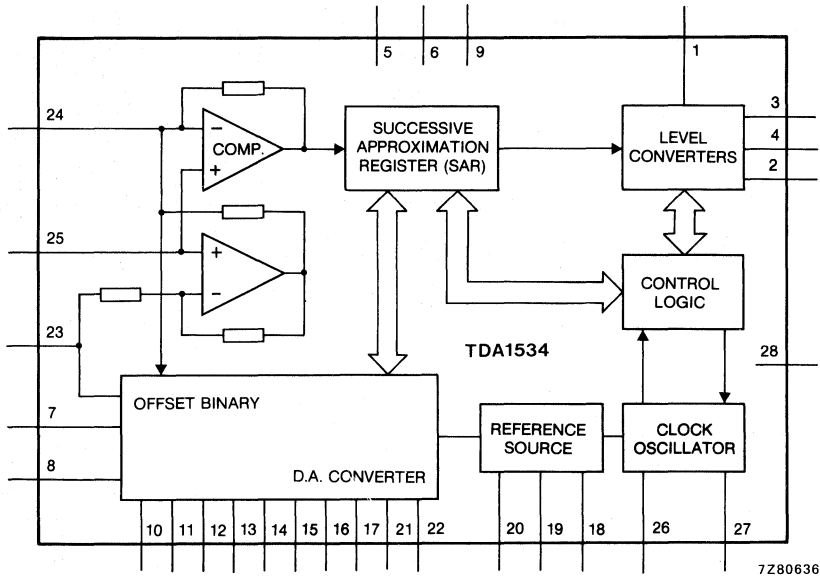 5 6 9 1
24
− COMP. +
SUCCESSIVE
APPROXIMATION
REGISTER (SAR)
LEVEL
CONVERTERS
3
4
2
25
+
−
CONTROL
LOGIC
23
TDA1534
28
OFFSET BINARY
7
REFERENCE
SOURCE
CLOCK
OSCILLATOR
8
D.A. CONVERTER
10 11 12 13 14 15 16 17 21 22 20 19 18 26 27
7Z80636